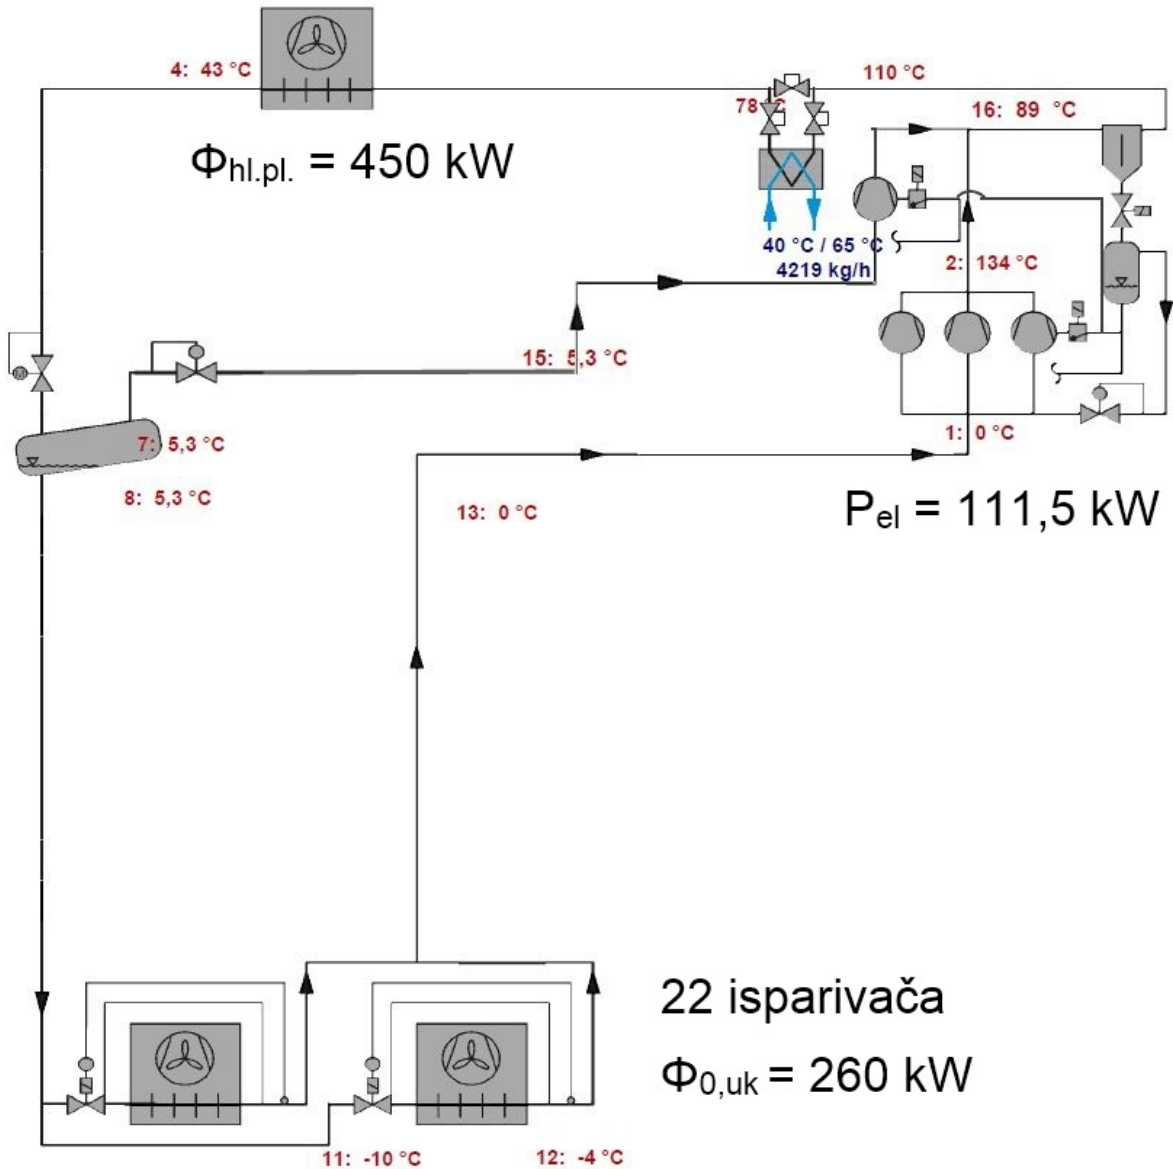 4: 43 °C
110 °C
78 °C
16: 89 °C
Φhl.pl. = 450 kW
40 °C / 65 °C
4219 kg/h
2: 134 °C
15: 5,3 °C
7: 5,3 °C
1: 0 °C
8: 5,3 °C
13: 0 °C
Pel = 111,5 kW
M
22 isparivača
Φ0,uk = 260 kW
11: -10 °C
12: -4 °C